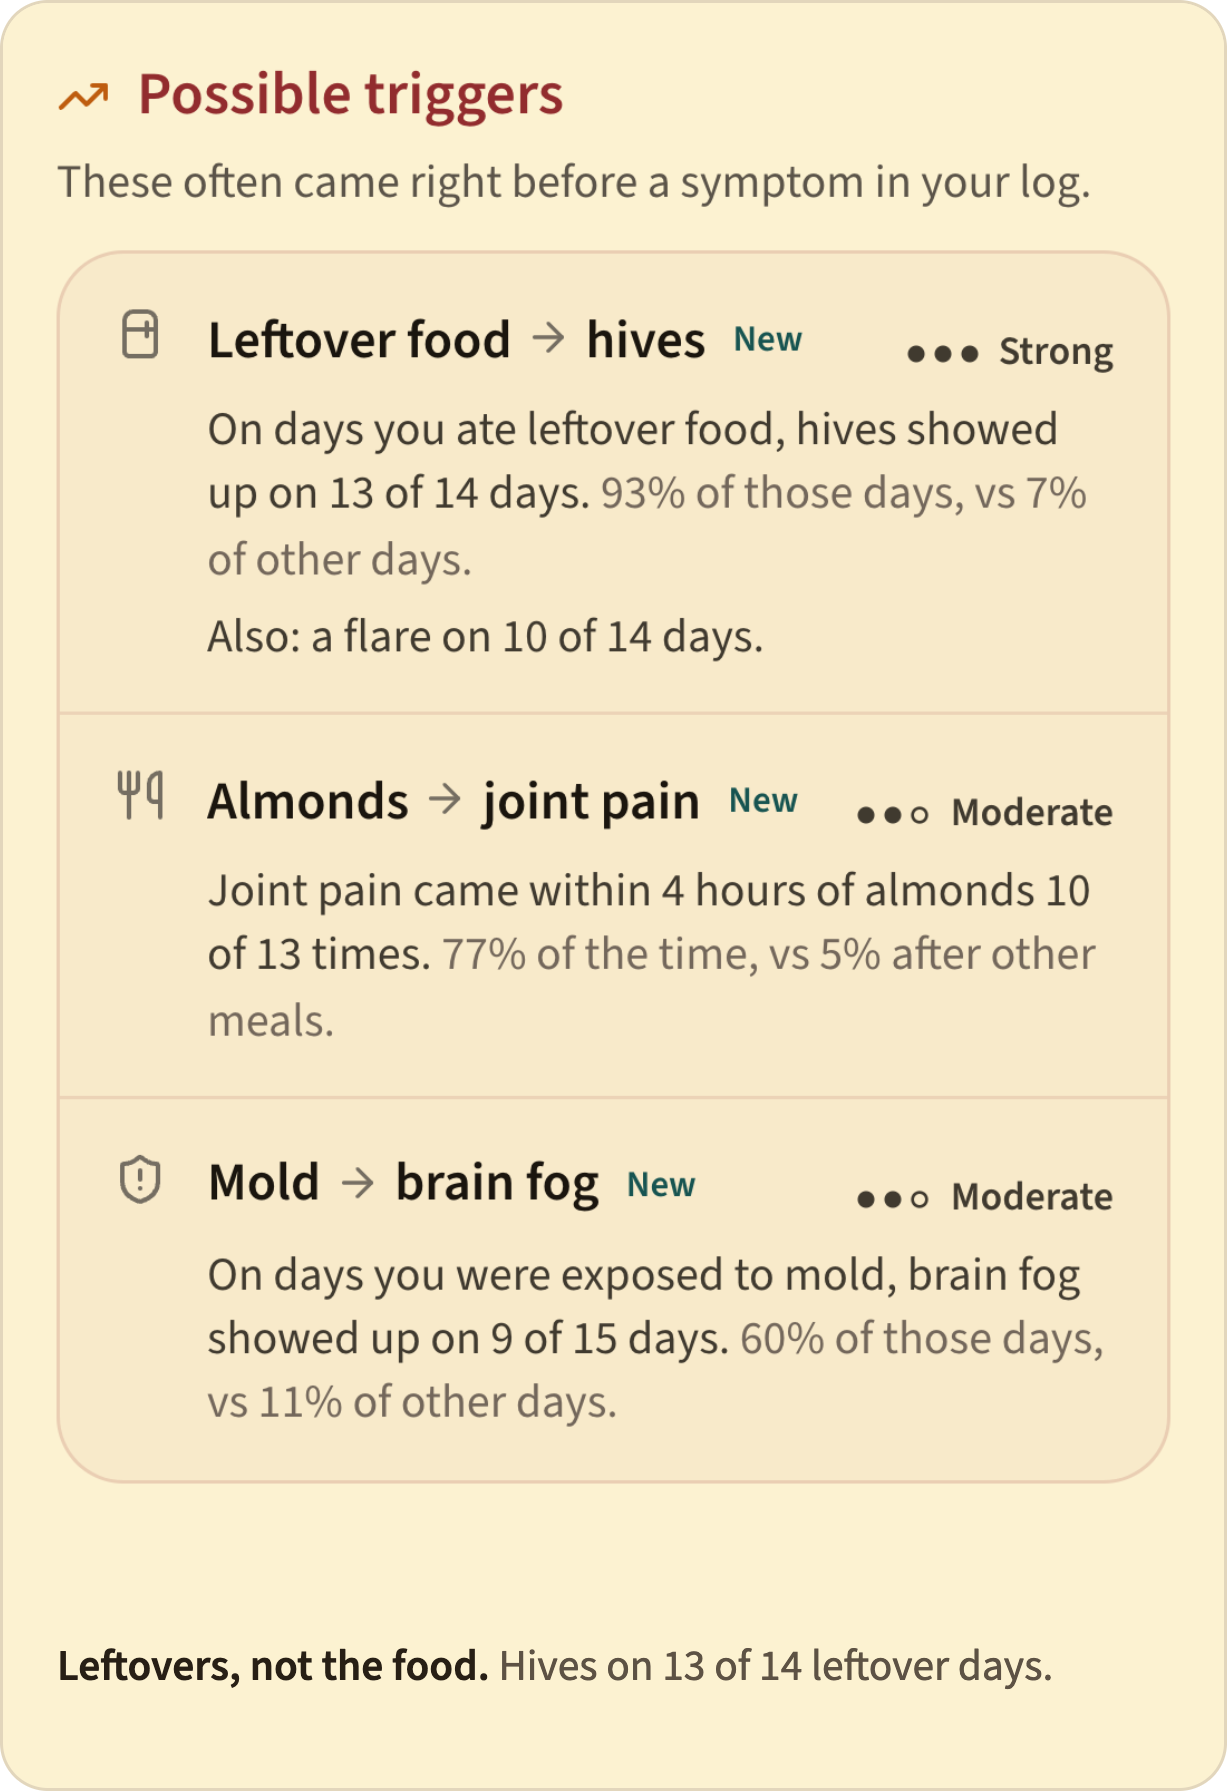 Possible triggers
These often came right before a symptom in your log.
Leftover food → hives New ●●● Strong
On days you ate leftover food, hives showed
up on 13 of 14 days. 93% of those days, vs 7%
of other days.
Also: a flare on 10 of 14 days.
Almonds → joint pain New ●●○ Moderate
Joint pain came within 4 hours of almonds 10
of 13 times. 77% of the time, vs 5% after other
meals.
Mold → brain fog New ●●○ Moderate
On days you were exposed to mold, brain fog
showed up on 9 of 15 days. 60% of those days,
vs 11% of other days.
Leftovers, not the food. Hives on 13 of 14 leftover days.